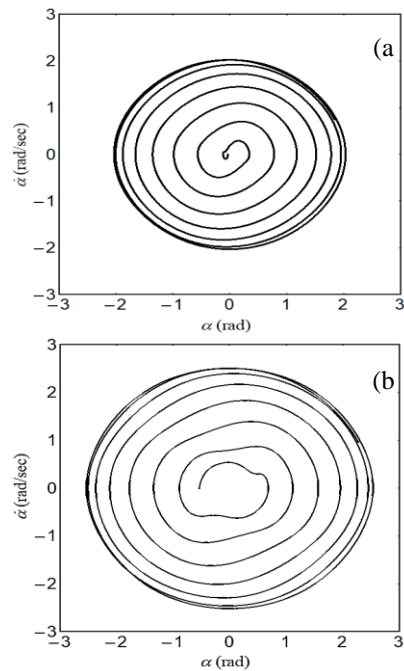 3
(a
2
1
0
−1
−2
−3
α̇ (rad/sec)
−3 −2 −1 0 1 2 3
α (rad)
3
(b
2
1
0
−1
−2
−3
α̇ (rad/sec)
−3 −2 −1 0 1 2 3
α (rad)